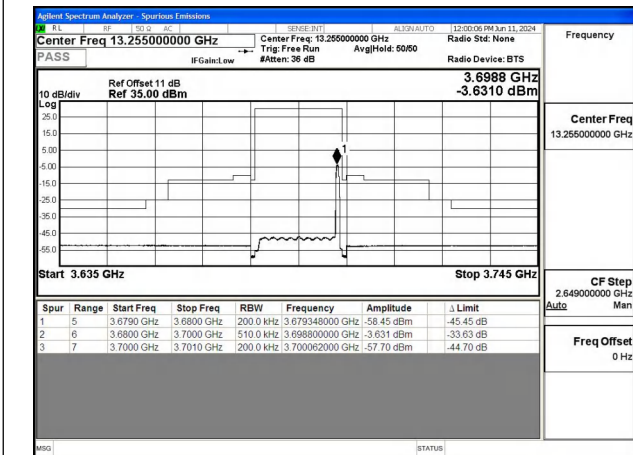 Agilent Spectrum Analyzer - Spurious Emissions
RL RF 50 Ω AC SENSE:INT ALIGN AUTO 12:00:06 PM Jun 11, 2024
Center Freq 13.255000000 GHz Center Freq: 13.255000000 GHz Radio Std: None
Trig: Free Run Avg|Hold: 50/50
PASS IFGain:Low #Atten: 36 dB Radio Device: BTS
Frequency
Ref Offset 11 dB 3.6988 GHz
10 dB/div Ref 35.00 dBm -3.6310 dBm
Log
25.0
15.0
5.00
-5.00
-15.0
-25.0
-35.0
-45.0
-55.0
1
Start 3.635 GHz Stop 3.745 GHz
Center Freq
13.255000000 GHz
Spur Range Start Freq Stop Freq RBW Frequency Amplitude Δ Limit
1 5 3.6790 GHz 3.6800 GHz 200.0 kHz 3.679348000 GHz -58.45 dBm -45.45 dB
2 6 3.6800 GHz 3.7000 GHz 510.0 kHz 3.698800000 GHz -3.631 dBm -33.63 dB
3 7 3.7000 GHz 3.7010 GHz 200.0 kHz 3.700062000 GHz -57.70 dBm -44.70 dB
CF Step
2.649000000 GHz
Auto Man
Freq Offset
0 Hz
MSG STATUS